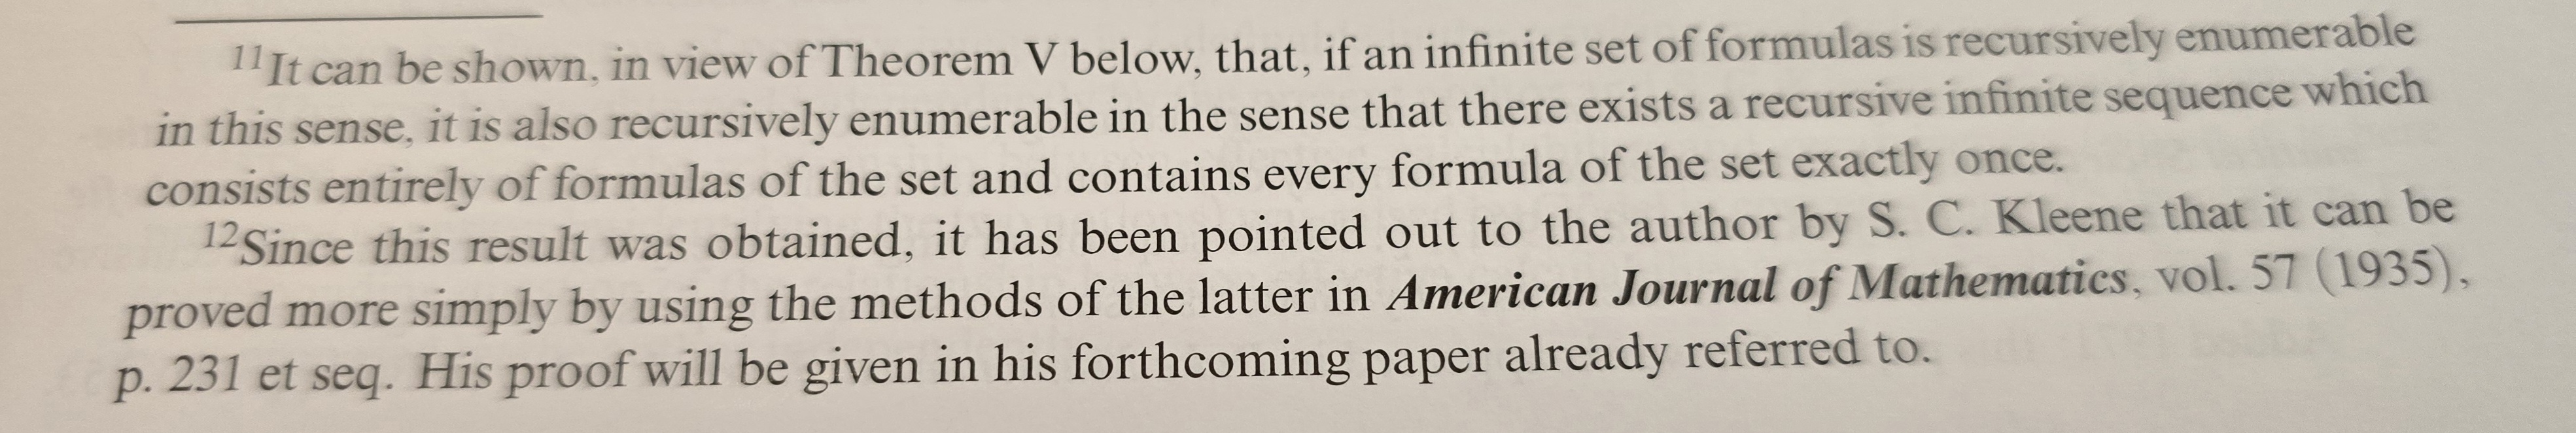 ¹¹It can be shown, in view of Theorem V below, that, if an infinite set of formulas is recursively enumerable
in this sense, it is also recursively enumerable in the sense that there exists a recursive infinite sequence which
consists entirely of formulas of the set and contains every formula of the set exactly once.
¹²Since this result was obtained, it has been pointed out to the author by S. C. Kleene that it can be
proved more simply by using the methods of the latter in American Journal of Mathematics, vol. 57 (1935),
p. 231 et seq. His proof will be given in his forthcoming paper already referred to.